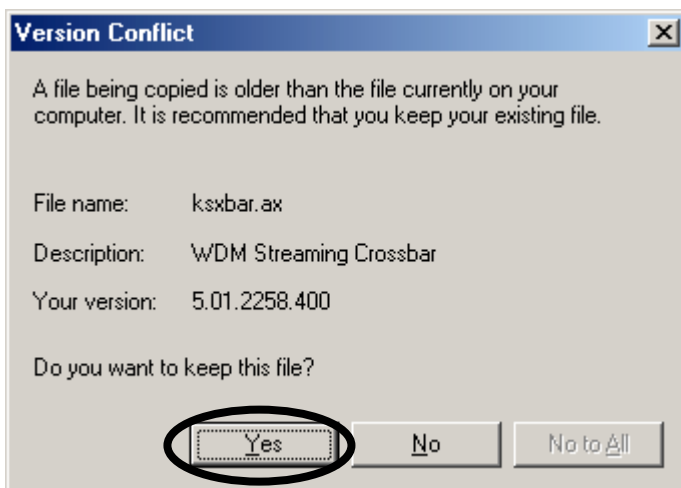 Version Conflict
A file being copied is older than the file currently on your
computer. It is recommended that you keep your existing file.
File name: ksxbar.ax
Description: WDM Streaming Crossbar
Your version: 5.01.2258.400
Do you want to keep this file?
Yes No No to All